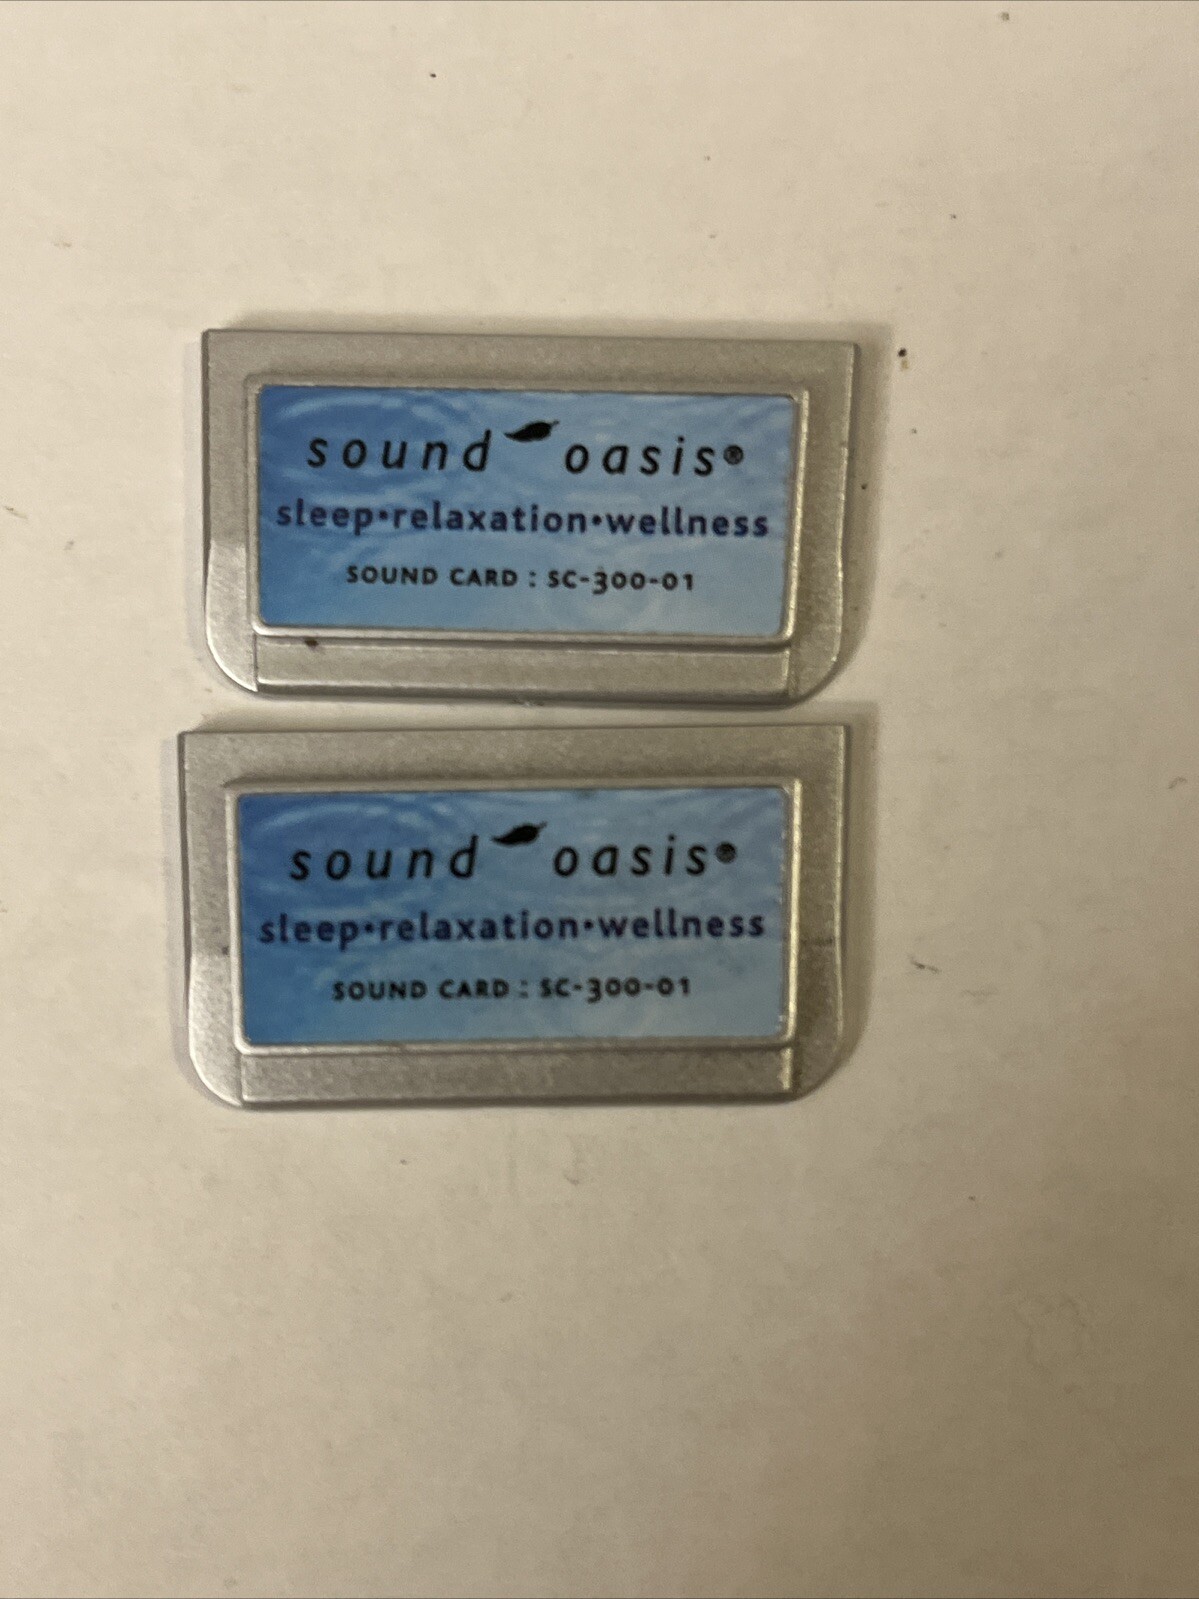 sound oasis®
sleep•relaxation•wellness
SOUND CARD : SC-300-01
sound oasis®
sleep•relaxation•wellness
SOUND CARD : SC-300-01